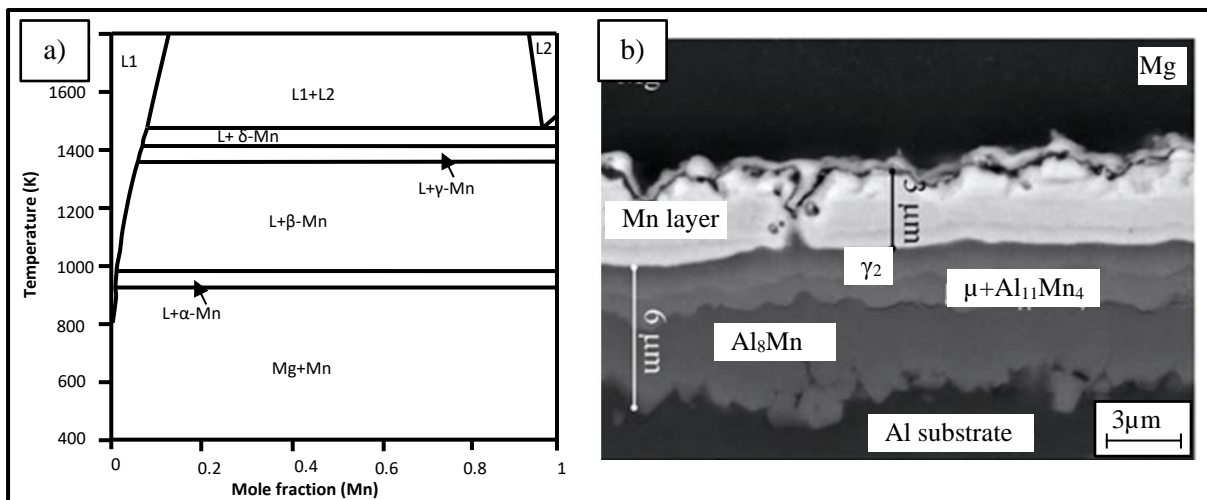 a)
L1
L2
L1+L2
L+ δ-Mn
L+γ-Mn
L+β-Mn
L+α-Mn
Mg+Mn
1600
1400
1200
1000
800
600
400
Temperature (K)
0
0.2
0.4
0.6
0.8
1
Mole fraction (Mn)
b)
Mg
Mn layer
γ₂
µ+Al₁₁Mn₄
Al₈Mn
6 µm
Al substrate
3µm